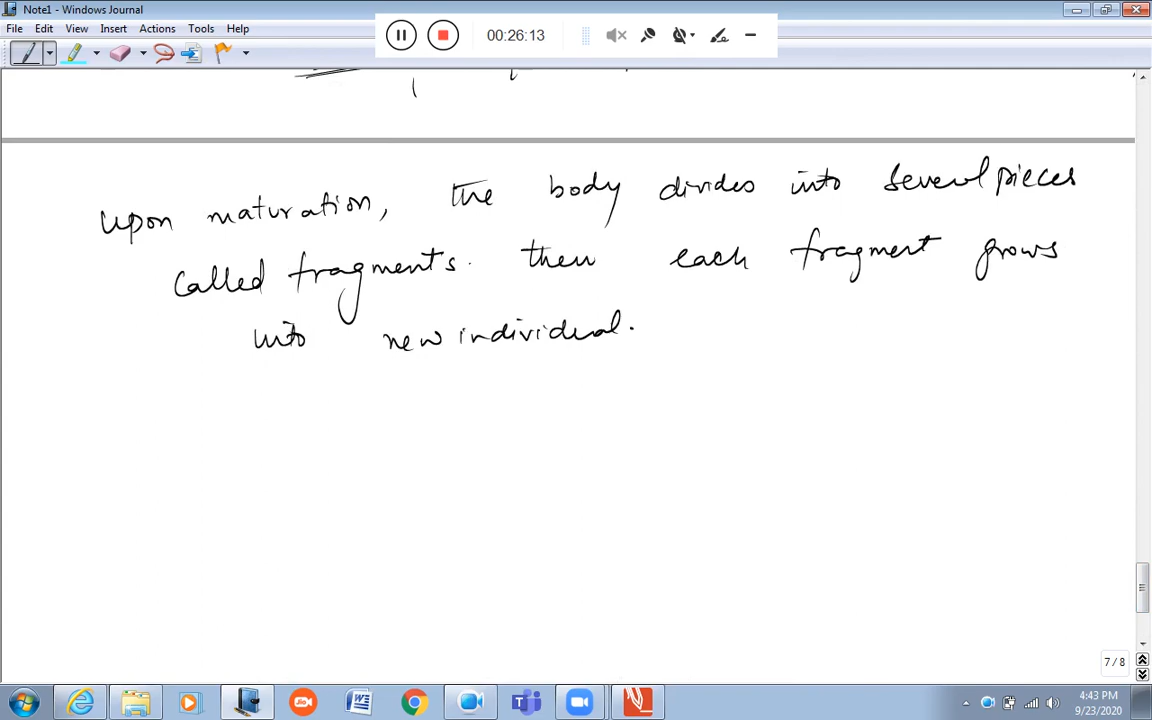 Note1 - Windows Journal
File Edit View Insert Actions Tools Help
00:26:13
upon maturation, the body divides into several pieces
called fragments. then each fragment grows
into new individual.
7 / 8
4:43 PM
9/23/2020